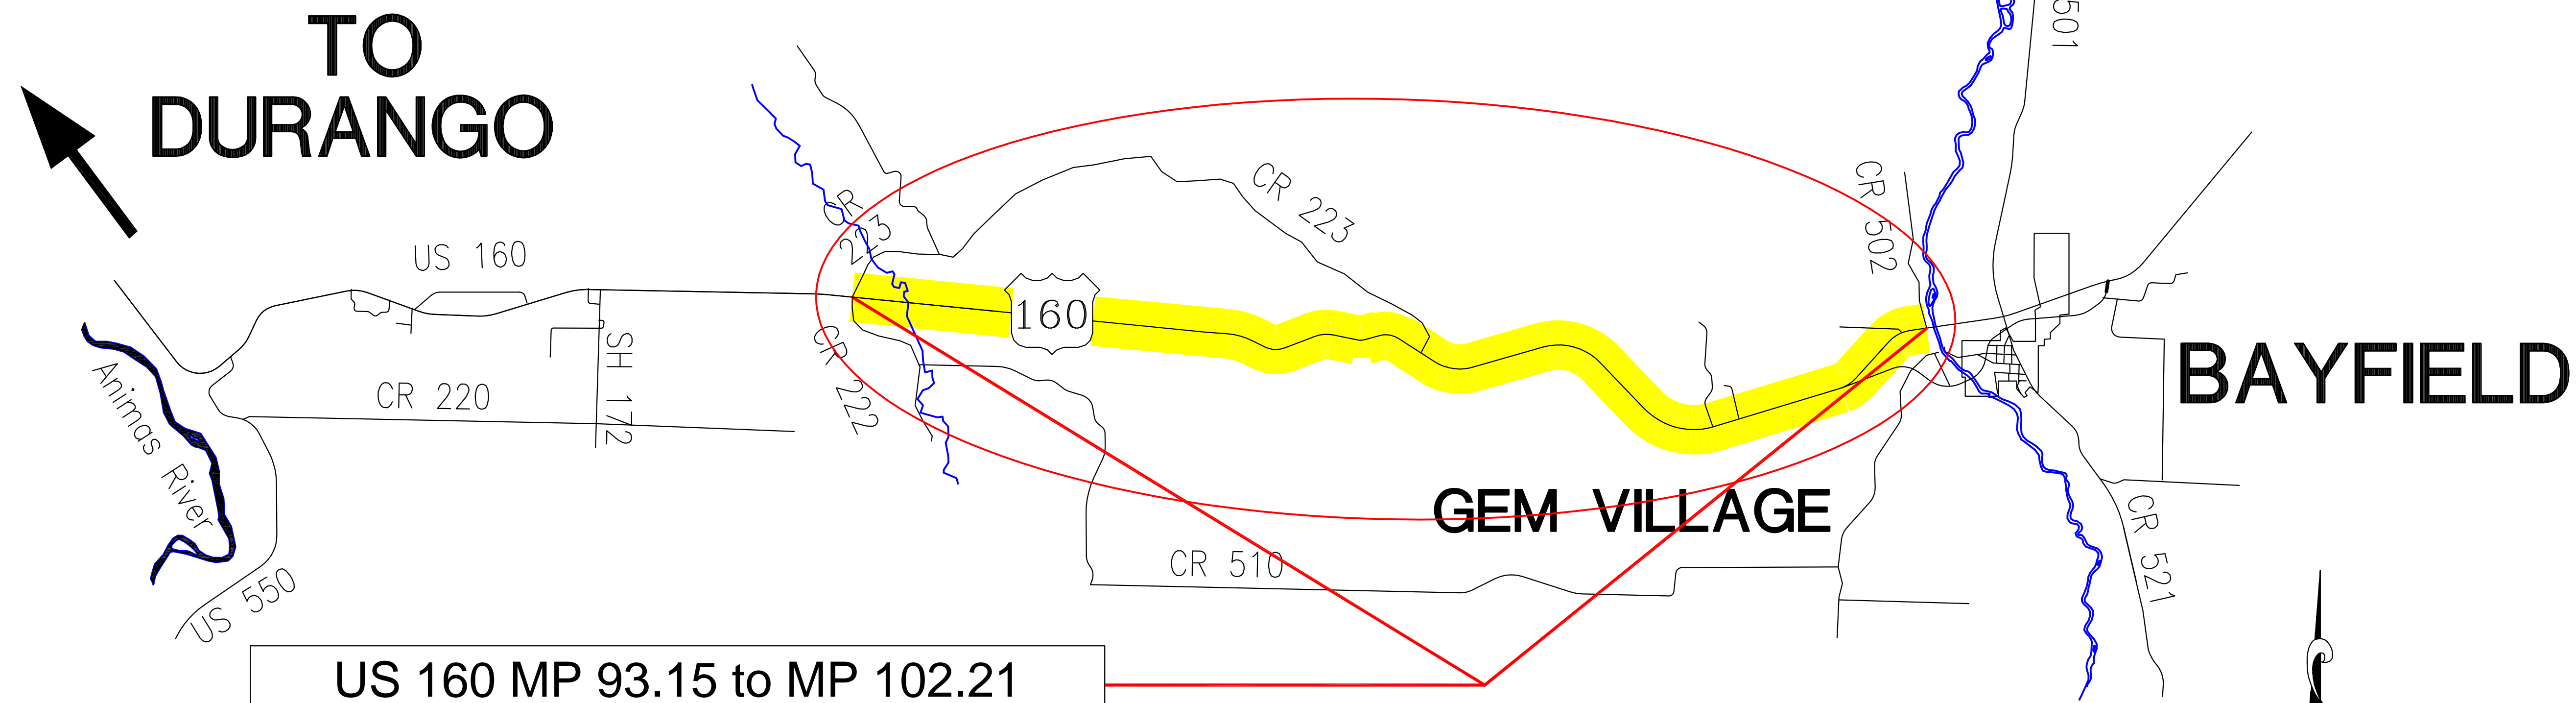 TO
DURANGO
501
CR 223
CR
223
CR 502
US 160
160
SH 172
CR 222
BAYFIELD
CR 220
Animas River
GEM VILLAGE
CR 521
CR 510
US 550
US 160 MP 93.15 to MP 102.21